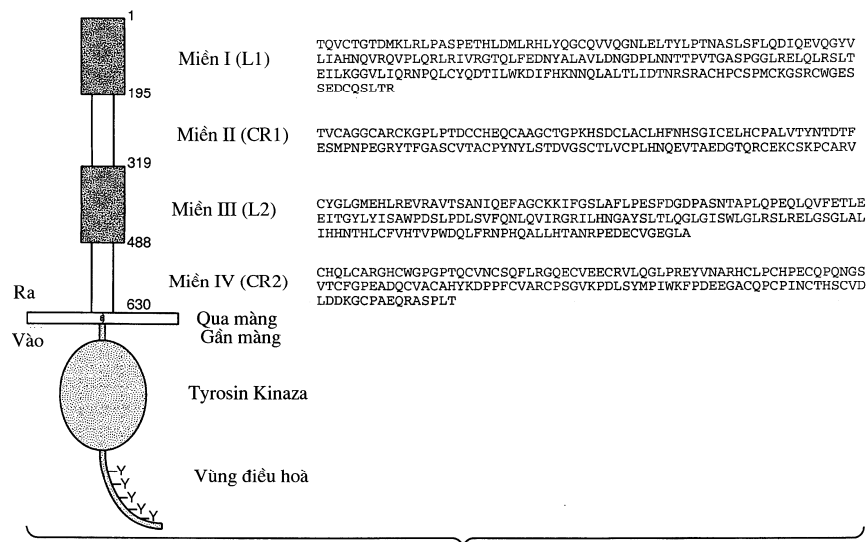 1
Miền I (L1)
TQVCTGTDMKLRLPASPETHLDMLRHLYQGCQVVQGNLELTYLPTNASLSFLQDIQEVQGYV
LIAHNQVRQVPLQRLRIVRGTQLFEDNYALAVLDNGDPLNNTTPVTGASPGGLRELQLRSLT
EILKGGVLIQRNPQLCYQDTILWKDIFHKNNQLALTLIDTNRSRACHPCSPMCKGSRCWGESS
SEDCQSLTR
195
Miền II (CR1)
TVCAGGCARCKGPLPTDCCHEQCAAGCTGPKHSDCLACLHFNHSGICELHCPALVTYNTDTF
ESMPNPEGRYTFGASCVTACPYNYLSTDVGSCTLVCPLHNQEVTAEDGTQRCEKCSKPCARV
319
Miền III (L2)
CYGLGMEHLREVRAVTSANIQEFAGCKKIFGSLAFLPESFDGDPASNTAPLQPEQLQVFETLE
EITGYLYISAWPDSLPDLSVFQNLQVIRGRILHNGAYSLTLQGLGISWLGLRSLRELGSGLAL
IHHNTHLCFVHTVPWDQLFRNPHQALLHTANRPEDECVGEGLA
488
Miền IV (CR2)
CHQLCARGHCWGPGPTQCVNCSQFLRGQECVEECRVLQGLPREYVNARHCLPCHPECQPQNGS
VTCFGPEADQCVACAHYKDPPFCVARCPSGVKPDLSYMPIWKFPDEEGACQPCPINCTHSCVD
LDDKGCPAEQRASPLT
630
Ra
Qua màng
Vào
Gần màng
Tyrosin Kinaza
Vùng điều hoà
Y
Y
Y
Y
Y